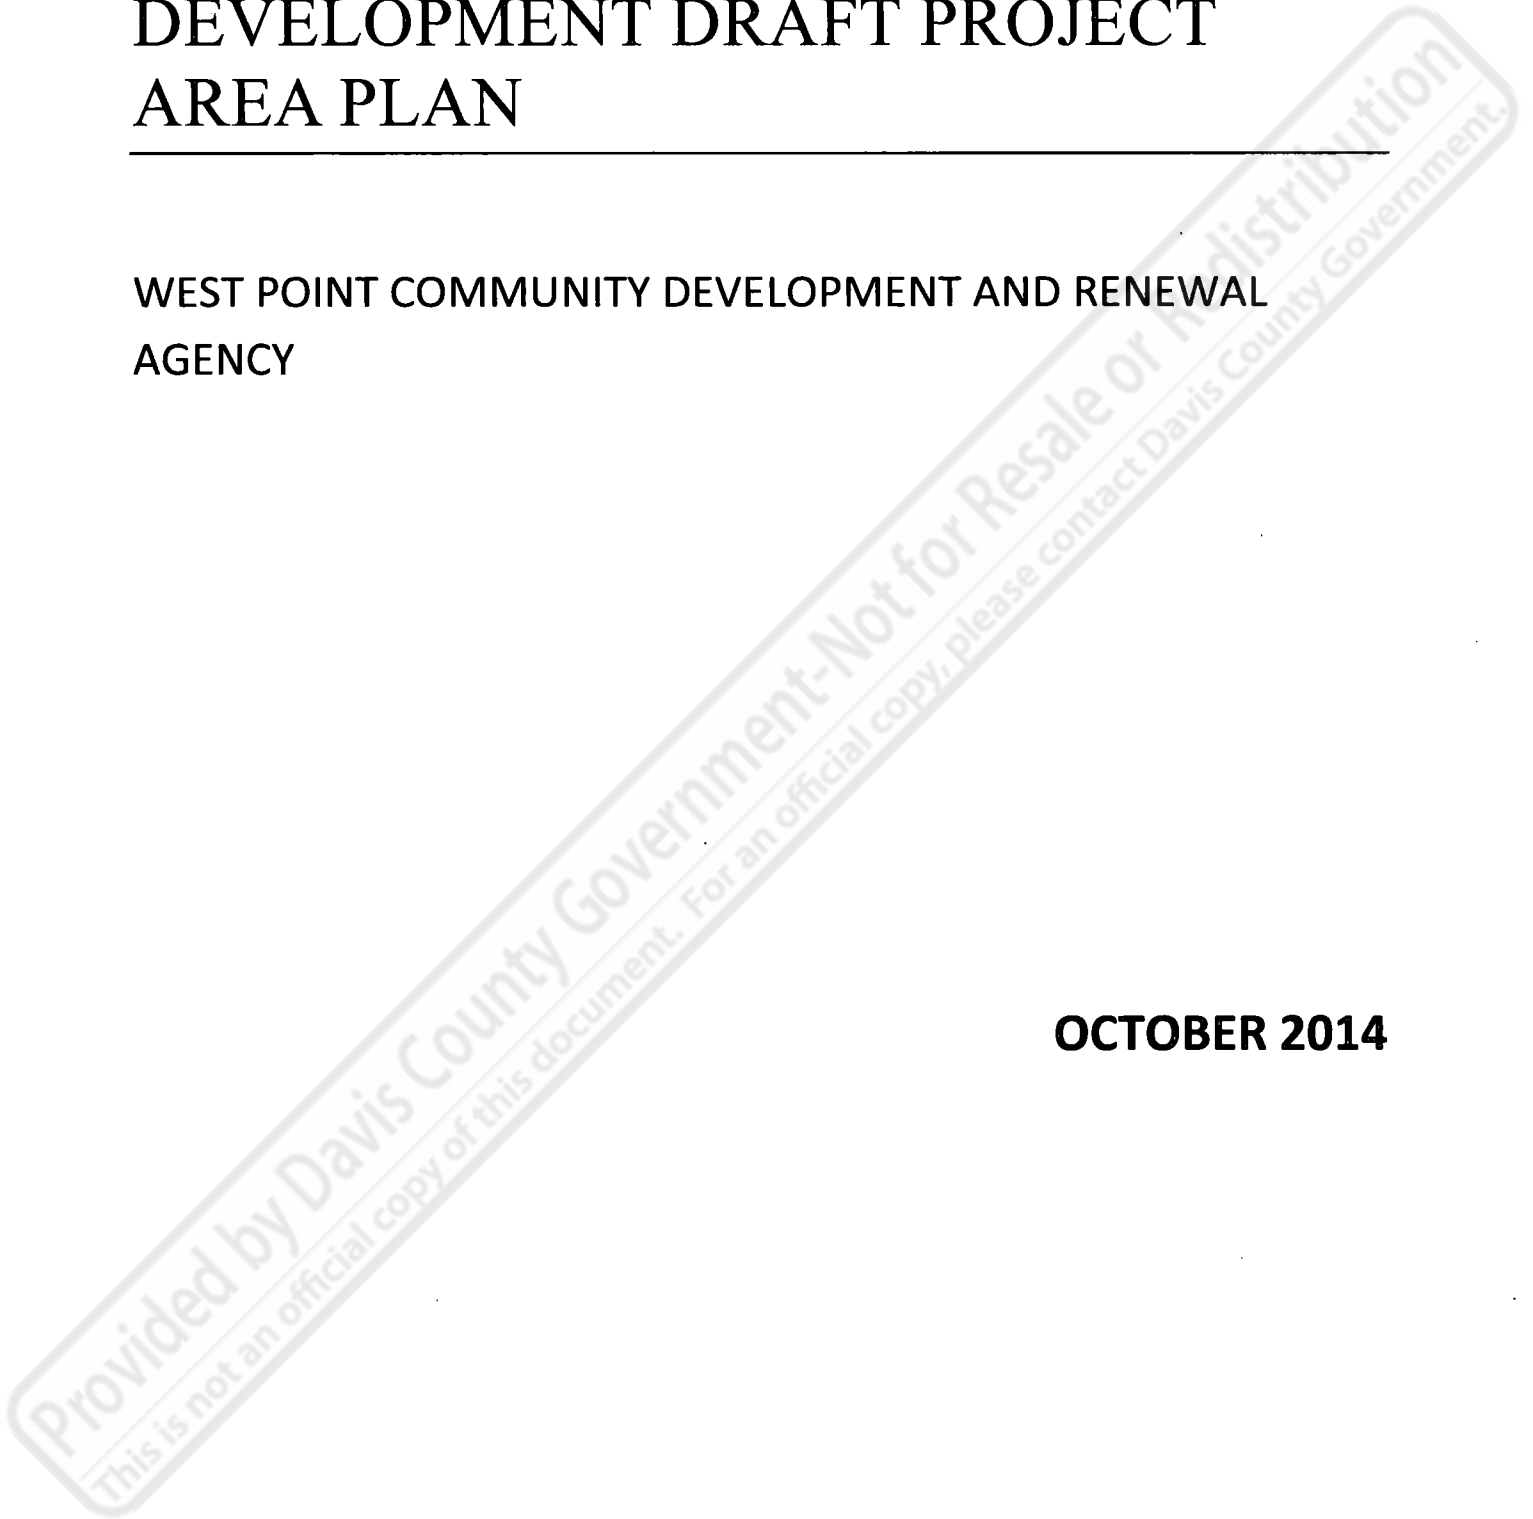 DEVELOPMENT DRAFT PROJECT
AREA PLAN
WEST POINT COMMUNITY DEVELOPMENT AND RENEWAL
AGENCY
OCTOBER 2014
Provided by Davis County Government-Not for Resale or Redistribution
This is not an official copy of this document. For an official copy, please contact Davis County Government.